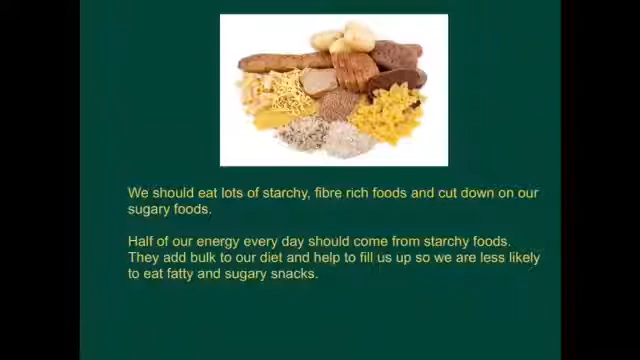 We should eat lots of starchy, fibre rich foods and cut down on our
sugary foods.
Half of our energy every day should come from starchy foods.
They add bulk to our diet and help to fill us up so we are less likely
to eat fatty and sugary snacks.